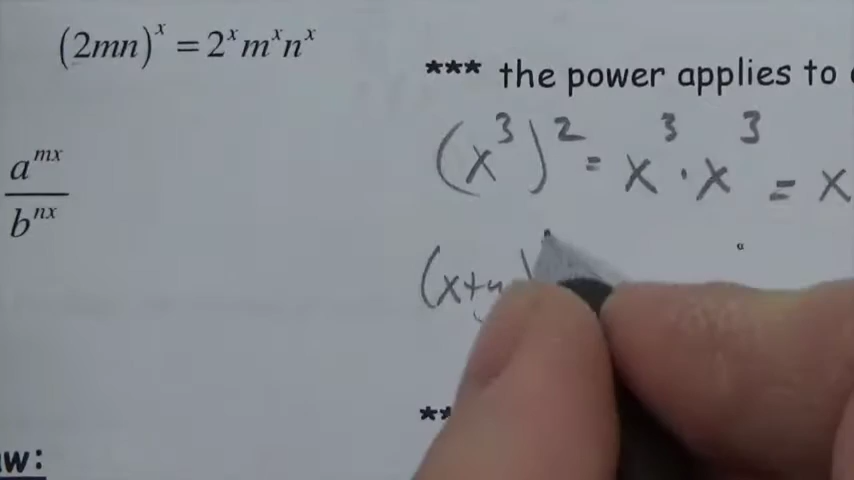 (2mn)^x = 2^x m^x n^x
*** the power applies to
(x^3)^2 = x^3 · x^3 = x
a^{mx} / b^{nx}
(x+y)
**
w: